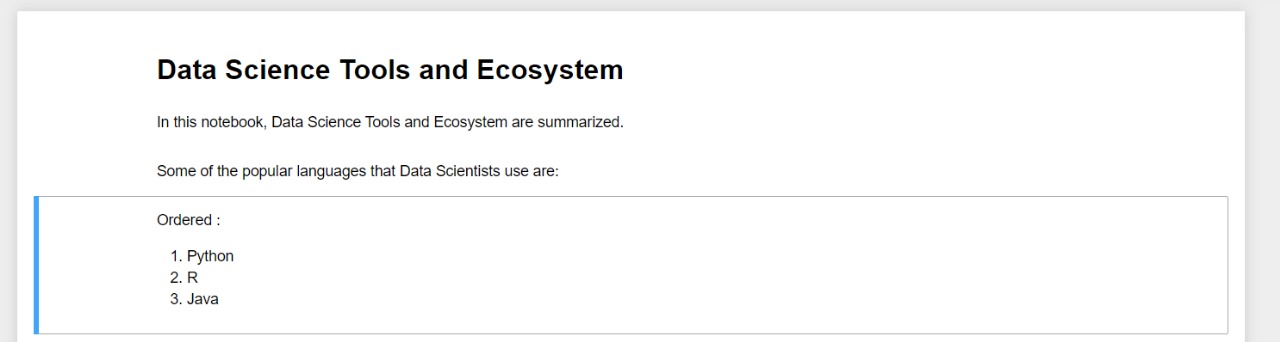 Data Science Tools and Ecosystem
In this notebook, Data Science Tools and Ecosystem are summarized.
Some of the popular languages that Data Scientists use are:
Ordered :
1. Python
2. R
3. Java